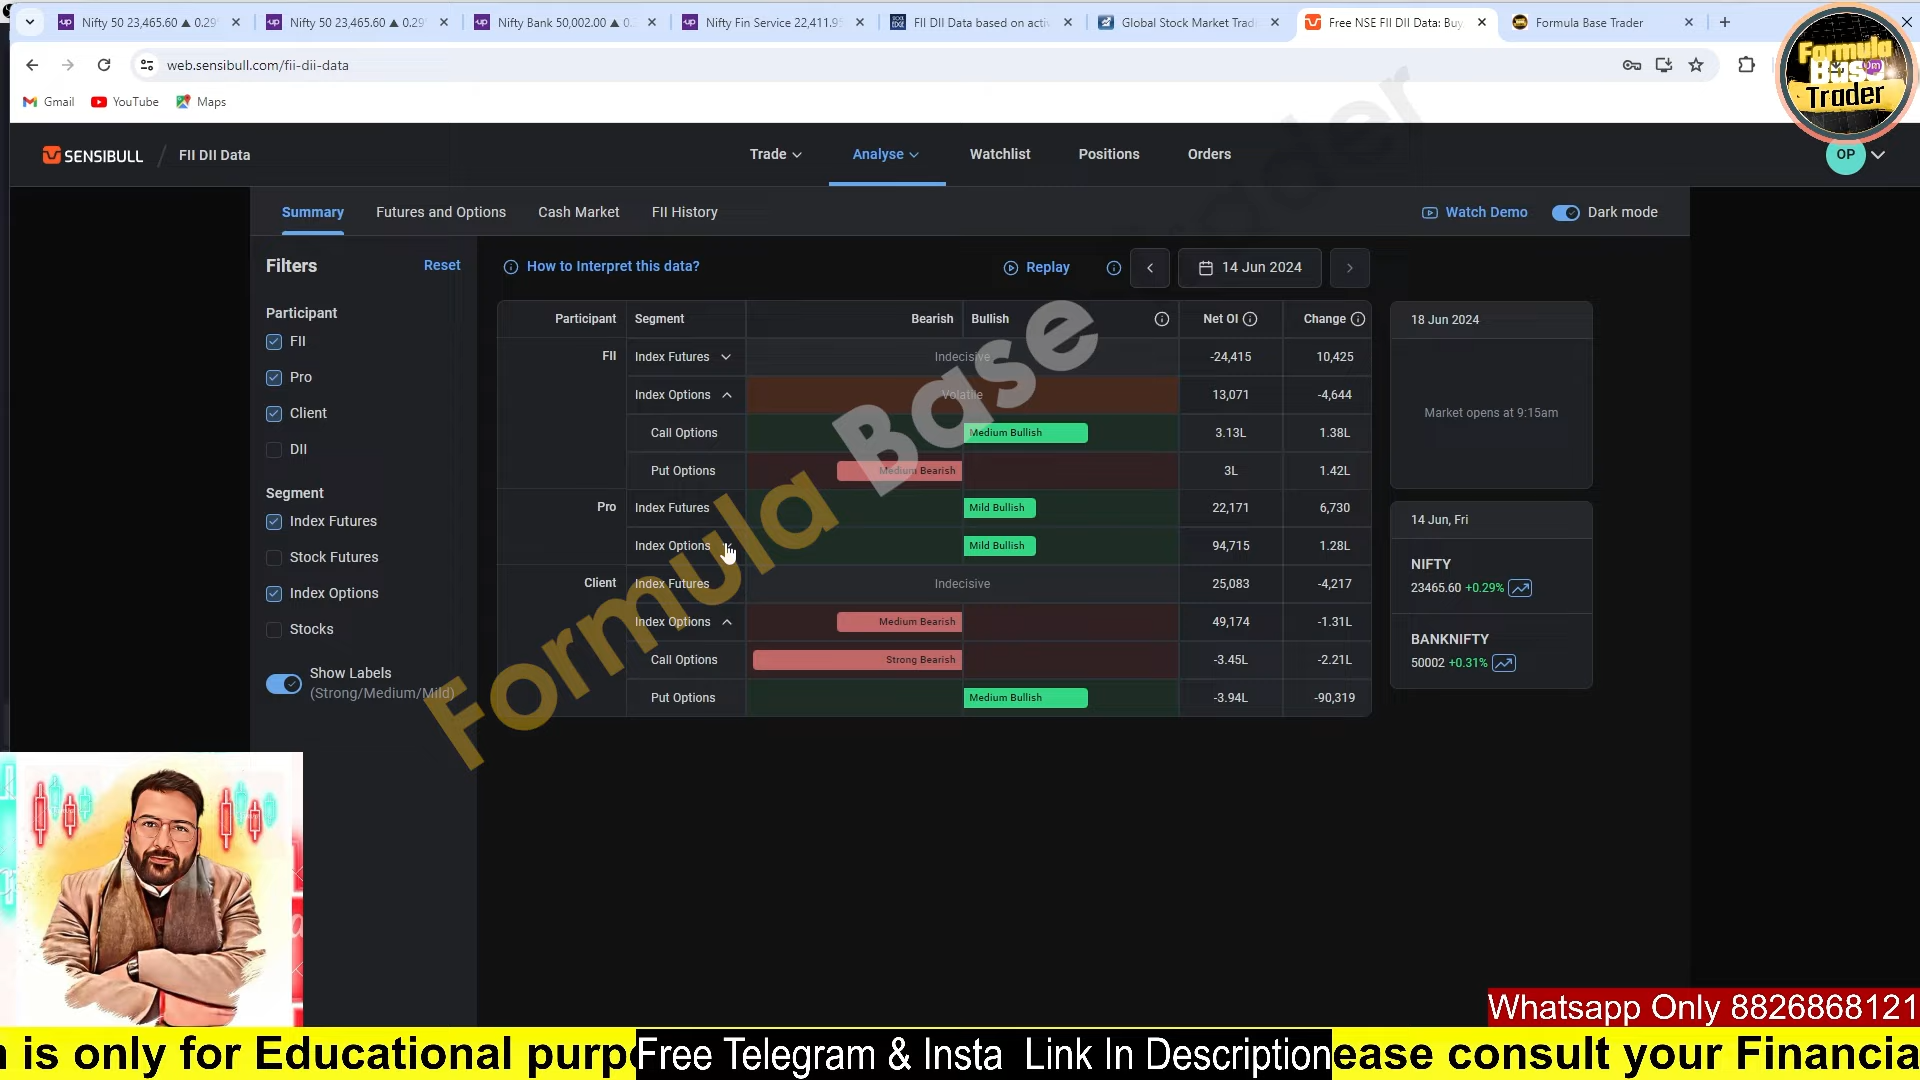 Nifty 50 23,465.60 ▲ 0.29
Nifty 50 23,465.60 ▲ 0.29
Nifty Bank 50,002.00 ▲ 0.
Nifty Fin Service 22,411.9
FII DII Data based on activ
Global Stock Market Tradi
Free NSE FII DII Data: Buy
Formula Base Trader
web.sensibull.com/fii-dii-data
Gmail
YouTube
Maps
Formula
Base
Trader
SENSIBULL
/ FII DII Data
Trade
Analyse
Watchlist
Positions
Orders
OP
Summary
Futures and Options
Cash Market
FII History
Watch Demo
Dark mode
Filters
Reset
Participant
FII
Pro
Client
DII
Segment
Index Futures
Stock Futures
Index Options
Stocks
Show Labels
(Strong/Medium/Mild)
How to Interpret this data?
Replay
14 Jun 2024
Participant Segment Bearish Bullish Net OI Change
FII Index Futures Indecisive -24,415 10,425
Index Options Volatile 13,071 -4,644
Call Options Medium Bullish 3.13L 1.38L
Put Options Medium Bearish 3L 1.42L
Pro Index Futures Mild Bullish 22,171 6,730
Index Options Mild Bullish 94,715 1.28L
Client Index Futures Indecisive 25,083 -4,217
Index Options Medium Bearish 49,174 -1.31L
Call Options Strong Bearish -3.45L -2.21L
Put Options Medium Bullish -3.94L -90,319
18 Jun 2024
Market opens at 9:15am
14 Jun, Fri
NIFTY
23465.60 +0.29%
BANKNIFTY
50002 +0.31%
Formula Base Trader
Whatsapp Only 8826868121
is only for Educational purp
Free Telegram & Insta Link In Description
ease consult your Financia